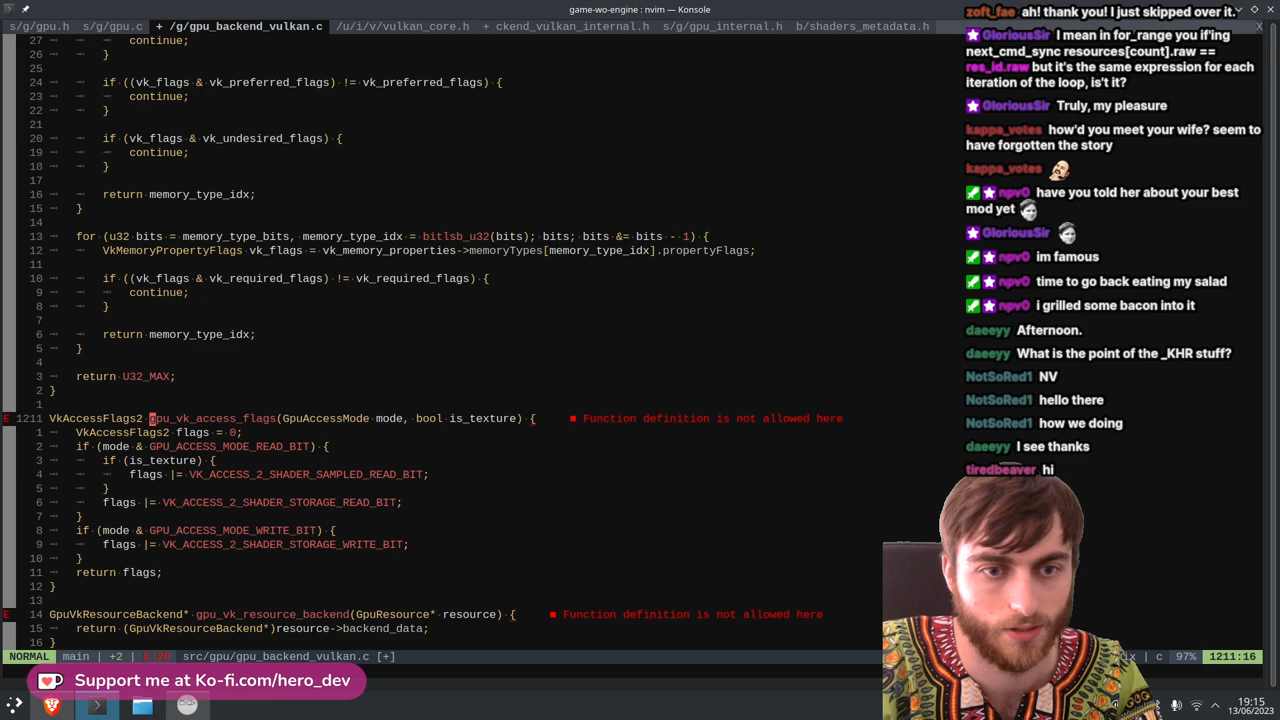 game-wo-engine : nvim — Konsole
s/g/gpu.h s/g/gpu.c + /g/gpu_backend_vulkan.c u/i/v/vulkan_core.h + ckend_vulkan_internal.h s/g/gpu_internal.h b/shaders_metadata.h X
27 continue;
26 }
25
24 if ((vk_flags & vk_preferred_flags) != vk_preferred_flags) {
23 continue;
22 }
21
20 if (vk_flags & vk_undesired_flags) {
19 continue;
18 }
17
16 return memory_type_idx;
15 }
14
13 for (u32 bits = memory_type_bits, memory_type_idx = bitlsb_u32(bits); bits; bits &= bits - 1) {
12 VkMemoryPropertyFlags vk_flags = vk_memory_properties->memoryTypes[memory_type_idx].propertyFlags;
11
10 if ((vk_flags & vk_required_flags) != vk_required_flags) {
9 continue;
8 }
7
6 return memory_type_idx;
5 }
4
3 return U32_MAX;
2 }
1
E 1211 VkAccessFlags2 gpu_vk_access_flags(GpuAccessMode mode, bool is_texture) { ■ Function definition is not allowed here
1 VkAccessFlags2 flags = 0;
2 if (mode & GPU_ACCESS_MODE_READ_BIT) {
3 if (is_texture) {
4 flags |= VK_ACCESS_2_SHADER_SAMPLED_READ_BIT;
5 }
6 flags |= VK_ACCESS_2_SHADER_STORAGE_READ_BIT;
7 }
8 if (mode & GPU_ACCESS_MODE_WRITE_BIT) {
9 flags |= VK_ACCESS_2_SHADER_STORAGE_WRITE_BIT;
10 }
11 return flags;
12 }
13
E 14 GpuVkResourceBackend* gpu_vk_resource_backend(GpuResource* resource) { ■ Function definition is not allowed here
15 return (GpuVkResourceBackend*)resource->backend_data;
16 }
NORMAL main | +2 | src/gpu/gpu_backend_vulkan.c [+] ix | c 97% 1211:16
Support me at Ko-fi.com/hero_dev
19:15
13/06/2023
zoft_fae ah! thank you! I just skipped over it.
GloriousSir I mean in for_range you if'ing
next_cmd_sync resources[count].raw ==
res_id.raw but it's the same expression for each
iteration of the loop, is't it?
GloriousSir Truly, my pleasure
kappa_votes how'd you meet your wife? seem to
have forgotten the story
kappa_votes
npv0 have you told her about your best
mod yet
GloriousSir
npv0 im famous
npv0 time to go back eating my salad
npv0 i grilled some bacon into it
daeeyy Afternoon.
daeeyy What is the point of the _KHR stuff?
NotSoRed1 NV
NotSoRed1 hello there
NotSoRed1 how we doing
daeeyy I see thanks
tiredbeaver hi